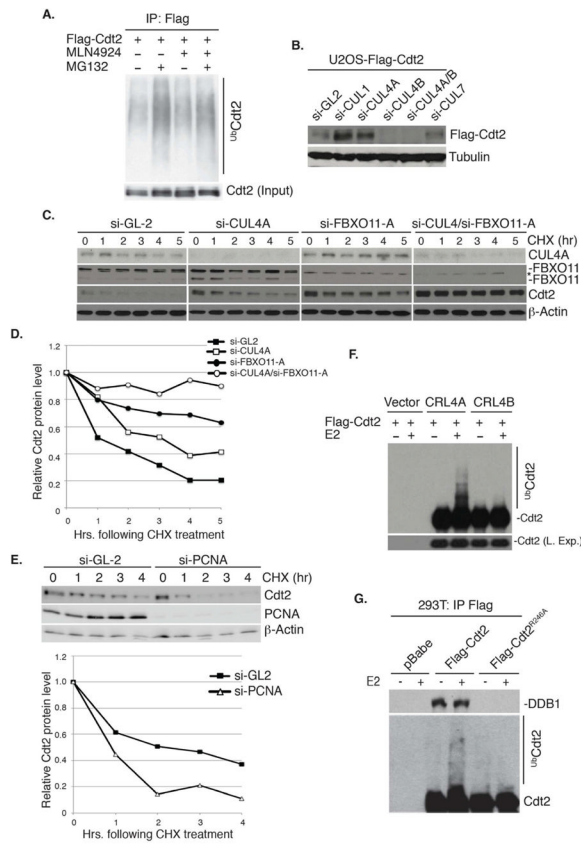 A.
IP: Flag
Flag-Cdt2 + + + +
MLN4924 – – + +
MG132 – + – +
UbCdt2
Cdt2 (Input)
B.
U2OS-Flag-Cdt2
si-GL2 si-CUL1 si-CUL4A si-CUL4B si-CUL4A/B si-CUL7
Flag-Cdt2
Tubulin
C.
si-GL-2 si-CUL4A si-FBXO11-A si-CUL4/si-FBXO11-A
0 1 2 3 4 5 0 1 2 3 4 5 0 1 2 3 4 5 0 1 2 3 4 5 CHX (hr)
CUL4A
-FBXO11
*
-FBXO11
Cdt2
β-Actin
D.
si-GL2
si-CUL4A
si-FBXO11-A
si-CUL4A/si-FBXO11-A
Relative Cdt2 protein level
1.2
1.0
0.8
0.6
0.4
0.2
0
0 1 2 3 4 5
Hrs. following CHX treatment
E.
si-GL-2 si-PCNA
0 1 2 3 4 0 1 2 3 4 CHX (hr)
Cdt2
PCNA
β-Actin
si-GL2
si-PCNA
Relative Cdt2 protein level
1.2
1.0
0.8
0.6
0.4
0.2
0
0 1 2 3 4
Hrs. following CHX treatment
F.
Vector CRL4A CRL4B
Flag-Cdt2 + + + + + +
E2 – + – + – +
UbCdt2
-Cdt2
-Cdt2 (L. Exp.)
G.
293T: IP Flag
pBabe Flag-Cdt2 Flag-Cdt2R246A
E2 - + - + - +
-DDB1
UbCdt2
Cdt2